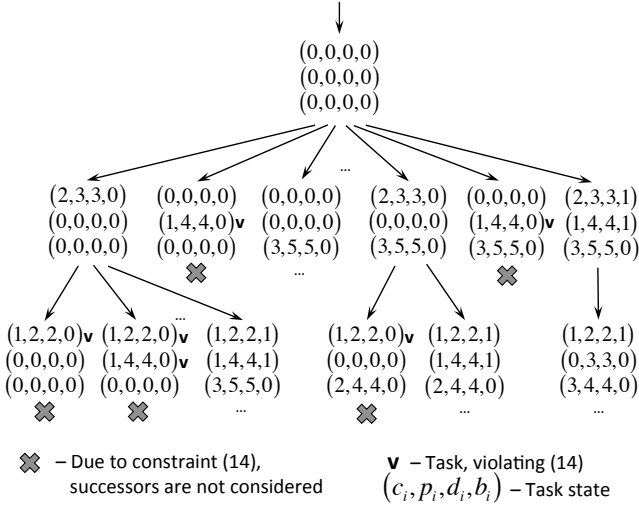 (0,0,0,0)
(0,0,0,0)
(0,0,0,0)
...
(2,3,3,0) (0,0,0,0) (0,0,0,0) (2,3,3,0) (0,0,0,0) (2,3,3,1)
(0,0,0,0) (1,4,4,0)v (0,0,0,0) (0,0,0,0) (1,4,4,0)v (1,4,4,1)
(0,0,0,0) (0,0,0,0) (3,5,5,0) (3,5,5,0) (3,5,5,0) (3,5,5,0)
...
...
(1,2,2,0)v (1,2,2,0)v (1,2,2,1) (1,2,2,0)v (1,2,2,1) (1,2,2,1)
(0,0,0,0) (1,4,4,0)v (1,4,4,1) (0,0,0,0) (1,4,4,1) (0,3,3,0)
(0,0,0,0) (0,0,0,0) (3,5,5,0) (2,4,4,0) (2,4,4,0) (3,4,4,0)
... ... ...
– Due to constraint (14),
successors are not considered
v – Task, violating (14)
(c_i, p_i, d_i, b_i) – Task state